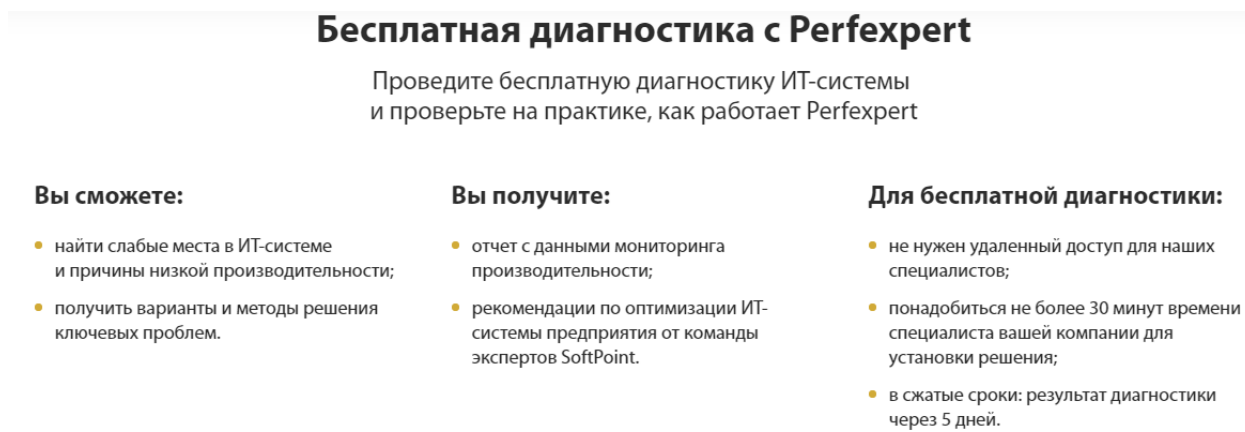 Бесплатная диагностика с Perfexpert
Проведите бесплатную диагностику ИТ-системы
и проверьте на практике, как работает Perfexpert
Вы сможете:
• найти слабые места в ИТ-системе
и причины низкой производительности;
• получить варианты и методы решения
ключевых проблем.
Вы получите:
• отчет с данными мониторинга
производительности;
• рекомендации по оптимизации ИТ-
системы предприятия от команды
экспертов SoftPoint.
Для бесплатной диагностики:
• не нужен удаленный доступ для наших
специалистов;
• понадобиться не более 30 минут времени
специалиста вашей компании для
установки решения;
• в сжатые сроки: результат диагностики
через 5 дней.